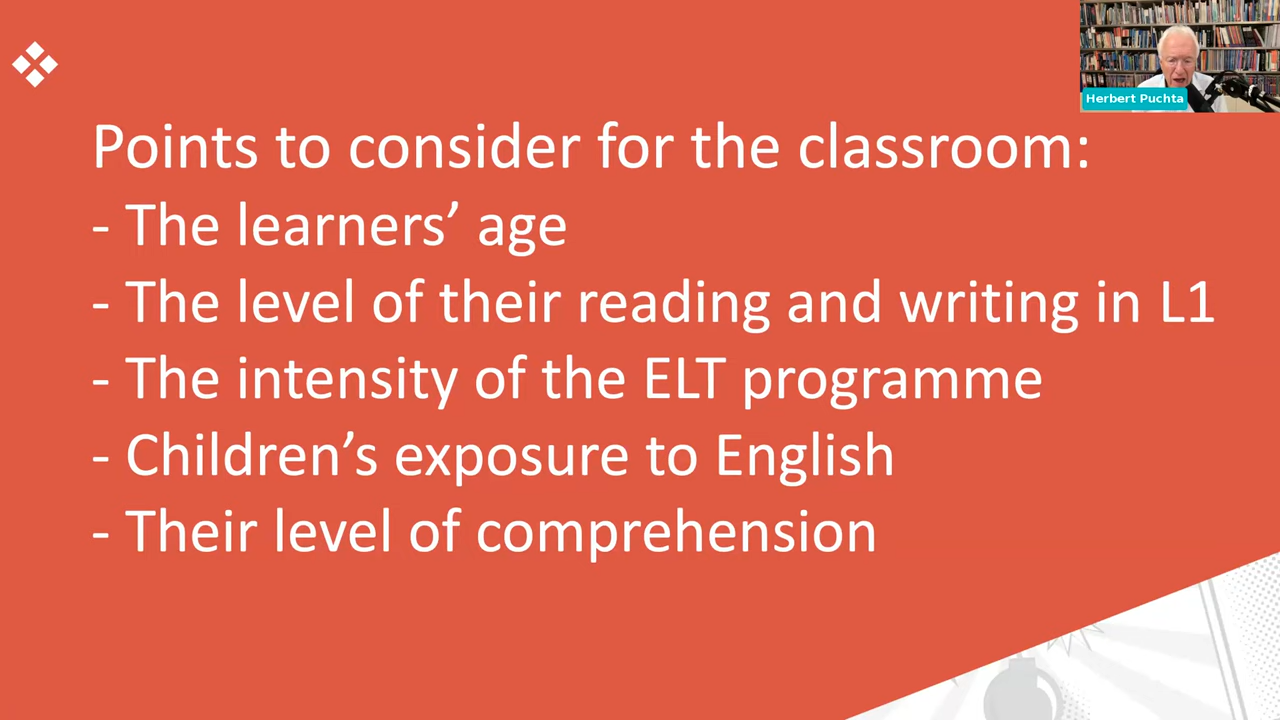 Herbert Puchta
Points to consider for the classroom:
- The learners’ age
- The level of their reading and writing in L1
- The intensity of the ELT programme
- Children’s exposure to English
- Their level of comprehension